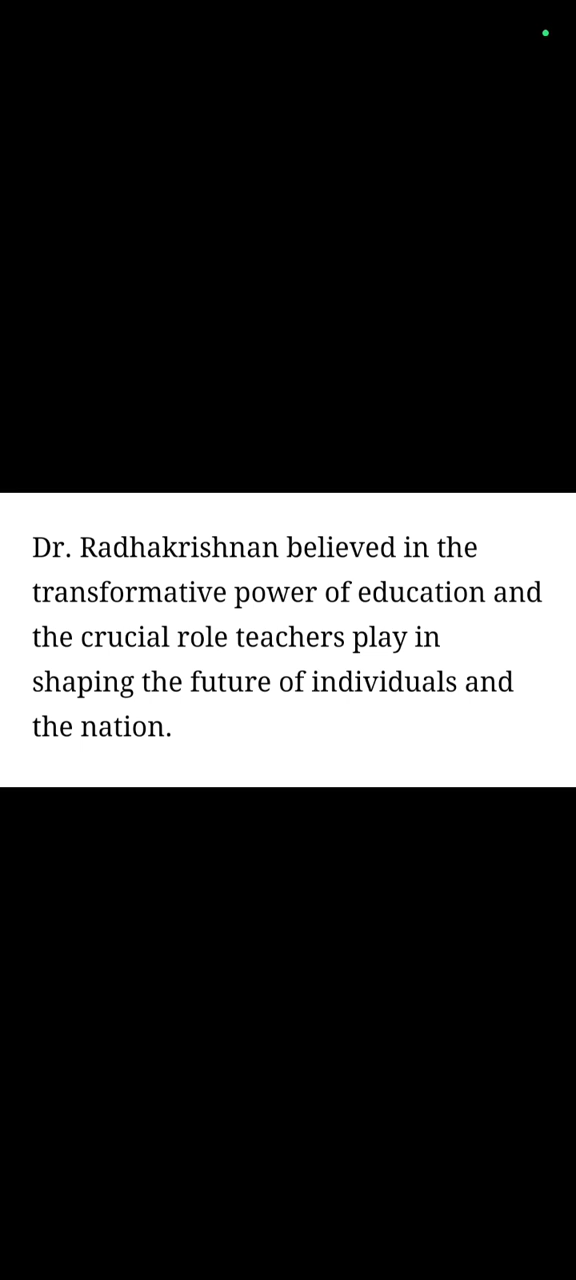 Dr. Radhakrishnan believed in the
transformative power of education and
the crucial role teachers play in
shaping the future of individuals and
the nation.